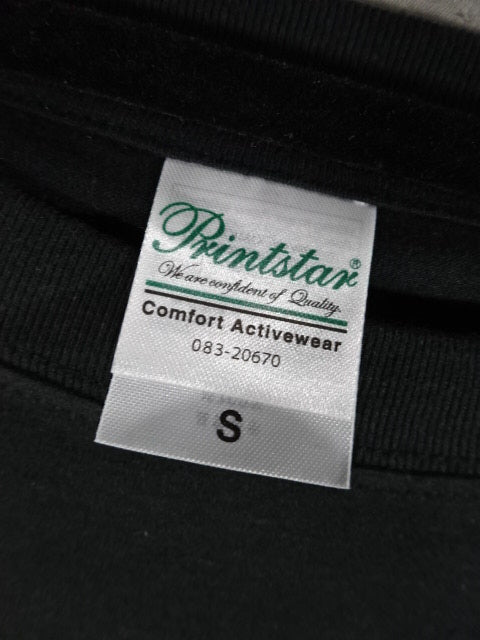 Printstar®
We are confident of Quality.
Comfort Activewear
083-20670
S